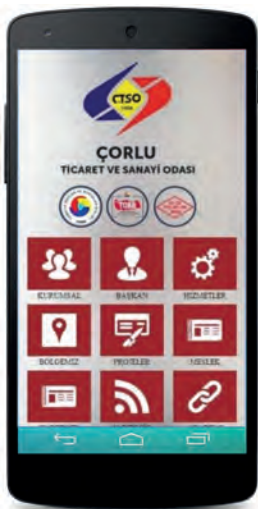 CTSO
ÇORLU
TİCARET VE SANAYİ ODASI
TOBB
KURUMSAL
BAŞKAN
HİZMETLER
BÖLGEMİZ
PROJELER
MESLEK